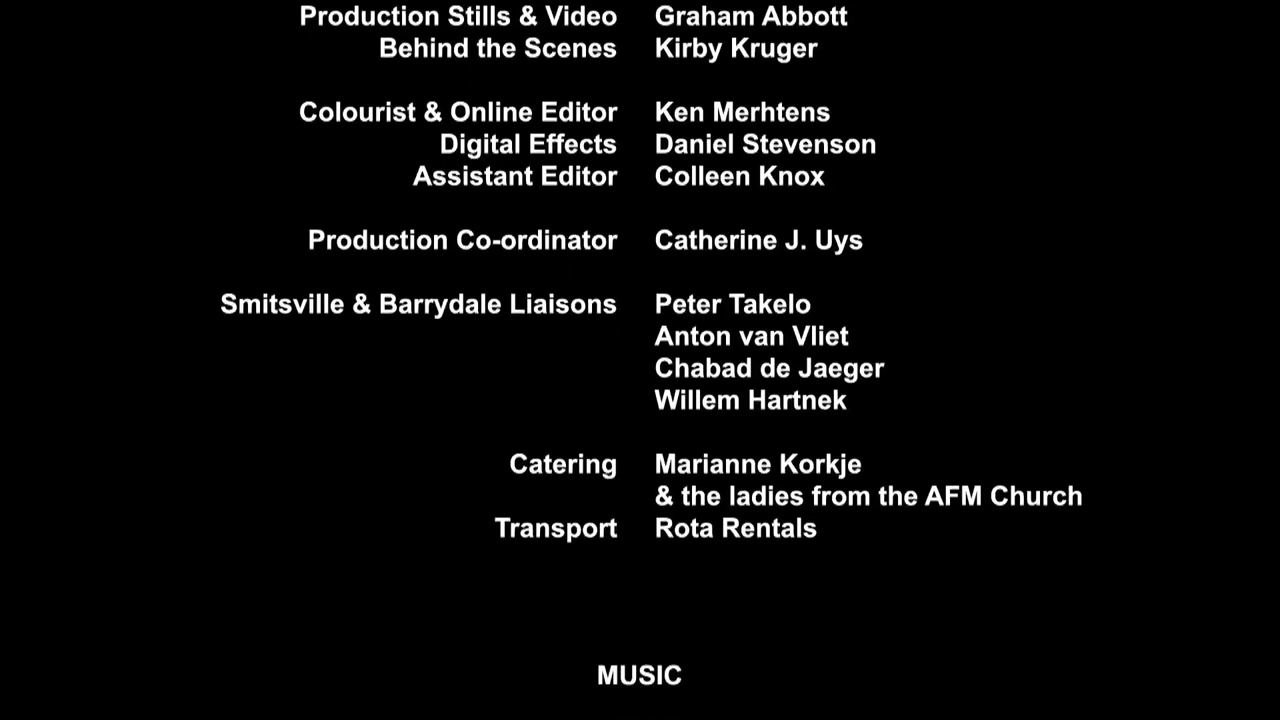 Production Stills & Video Graham Abbott
Behind the Scenes Kirby Kruger
Colourist & Online Editor Ken Merhtens
Digital Effects Daniel Stevenson
Assistant Editor Colleen Knox
Production Co-ordinator Catherine J. Uys
Smitsville & Barrydale Liaisons Peter Takelo
Anton van Vliet
Chabad de Jaeger
Willem Hartnek
Catering Marianne Korkje
& the ladies from the AFM Church
Transport Rota Rentals
MUSIC